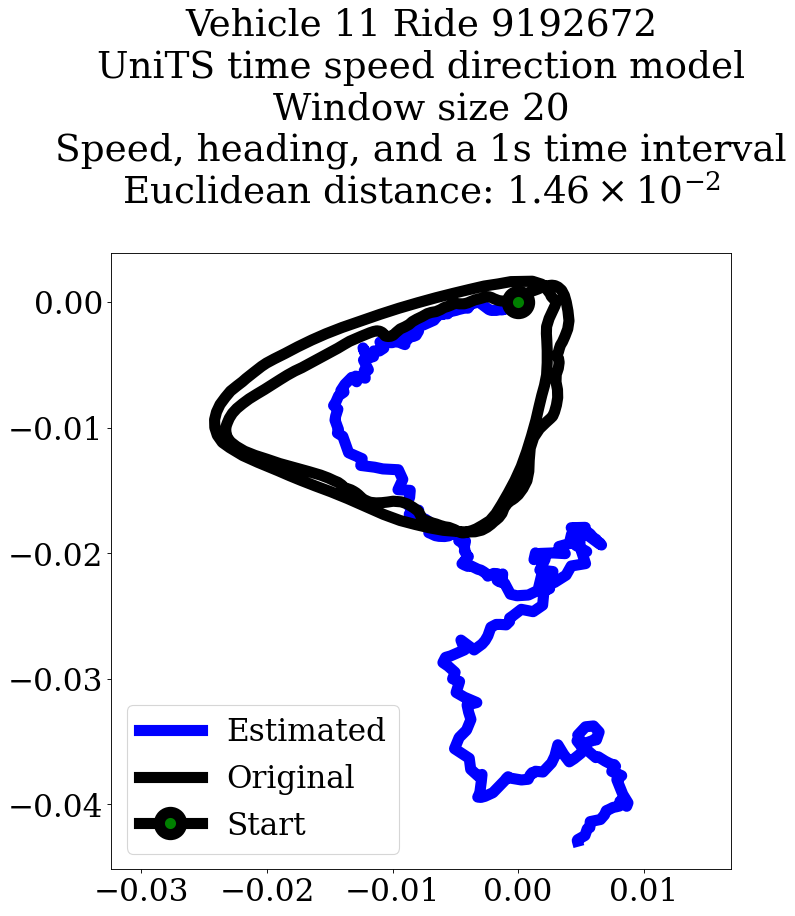 Vehicle 11 Ride 9192672
UniTS time speed direction model
Window size 20
Speed, heading, and a 1s time interval
Euclidean distance: 1.46 × 10⁻²
0.00
−0.01
−0.02
−0.03
−0.04
Estimated
Original
Start
−0.03 −0.02 −0.01 0.00 0.01